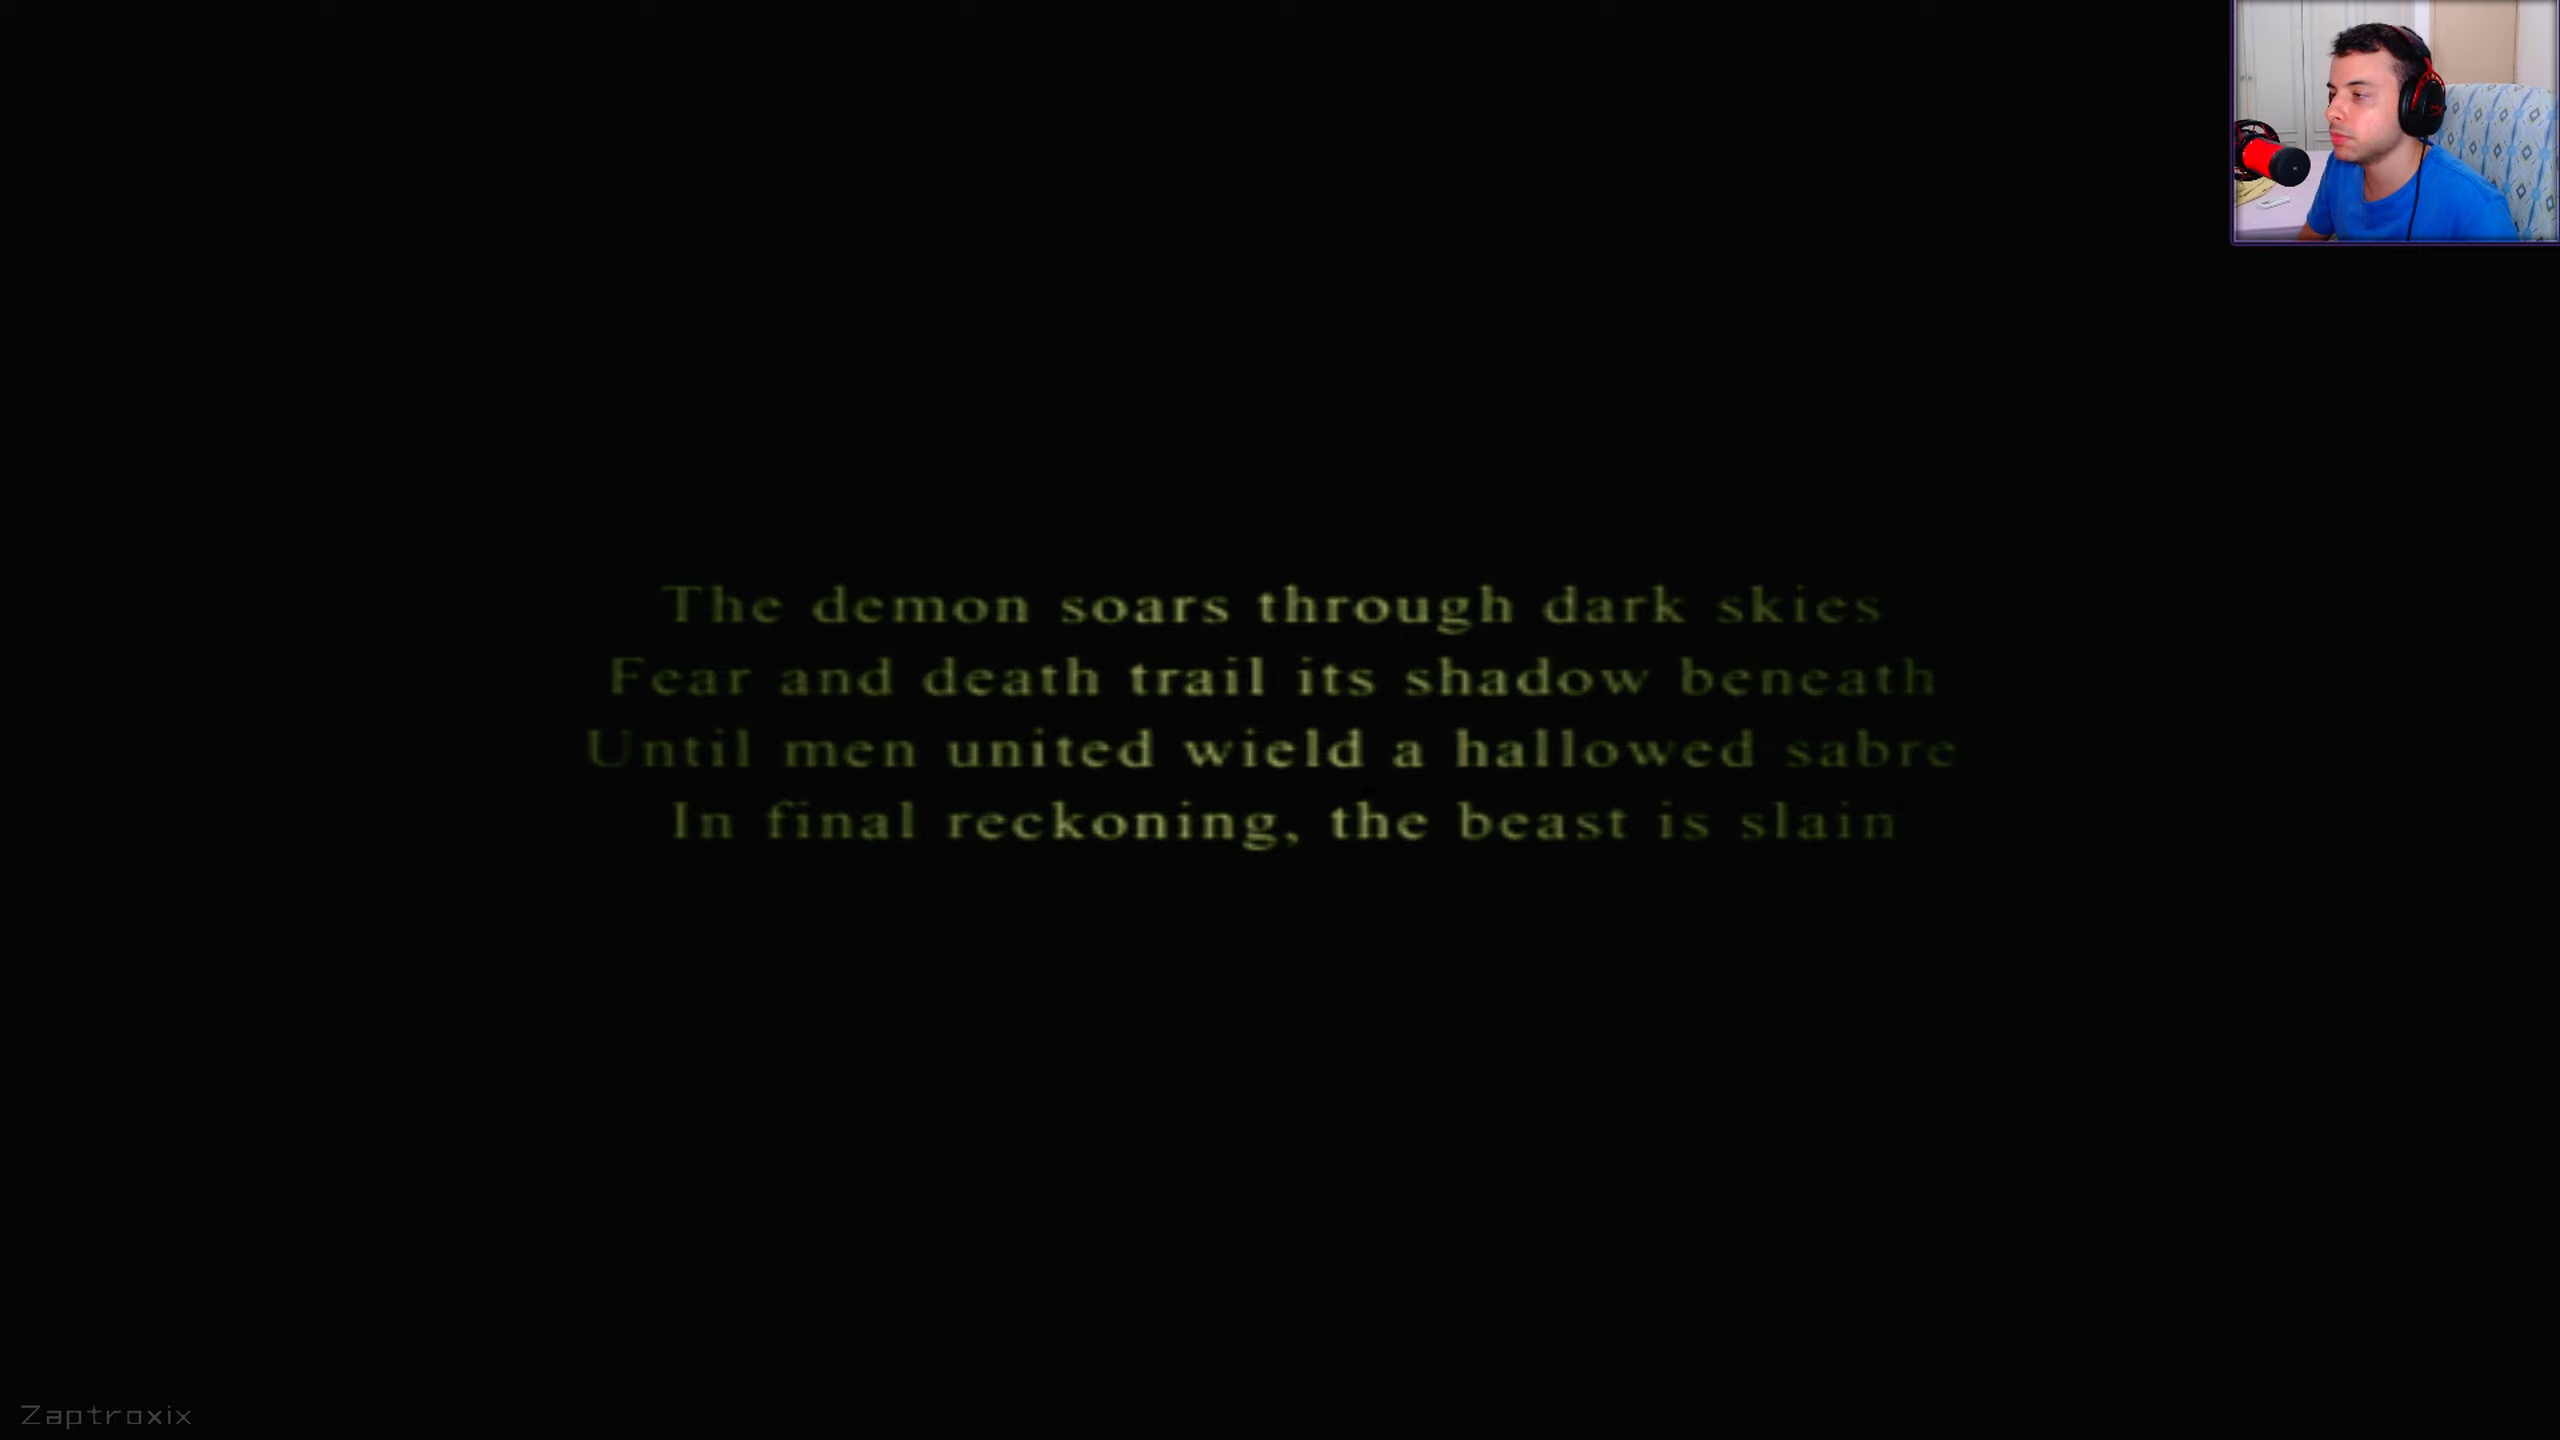 The demon soars through dark skies
Fear and death trail its shadow beneath
Until men united wield a hallowed sabre
In final reckoning, the beast is slain
Zaptroxix